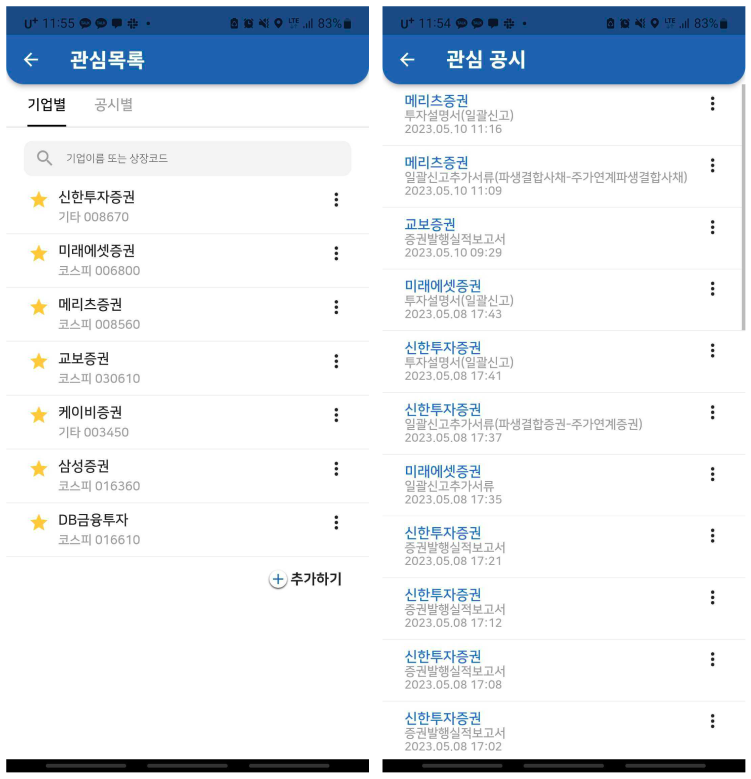 U+ 11:55
LTE 83%
관심목록
기업별 공시별
기업이름 또는 상장코드
신한투자증권
기타 008670
미래에셋증권
코스피 006800
메리츠증권
코스피 008560
교보증권
코스피 030610
케이비증권
기타 003450
삼성증권
코스피 016360
DB금융투자
코스피 016610
추가하기
U+ 11:54
LTE 83%
관심 공시
메리츠증권
투자설명서(일괄신고)
2023.05.10 11:16
메리츠증권
일괄신고추가서류(파생결합사채-주가연계파생결합사채)
2023.05.10 11:09
교보증권
증권발행실적보고서
2023.05.10 09:29
미래에셋증권
투자설명서(일괄신고)
2023.05.08 17:43
신한투자증권
투자설명서(일괄신고)
2023.05.08 17:41
신한투자증권
일괄신고추가서류(파생결합증권-주가연계증권)
2023.05.08 17:37
미래에셋증권
일괄신고추가서류
2023.05.08 17:35
신한투자증권
증권발행실적보고서
2023.05.08 17:21
신한투자증권
증권발행실적보고서
2023.05.08 17:12
신한투자증권
증권발행실적보고서
2023.05.08 17:08
신한투자증권
증권발행실적보고서
2023.05.08 17:02